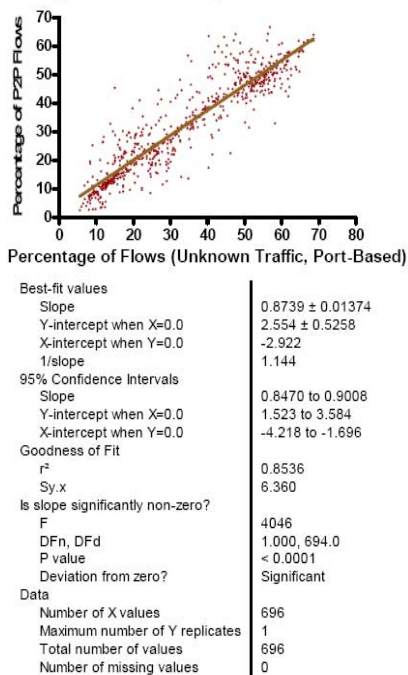 Percentage of P2P Flows
70
60
50
40
30
20
10
0
0 10 20 30 40 50 60 70 80
Percentage of Flows (Unknown Traffic, Port-Based)
Best-fit values
Slope 0.8739 ± 0.01374
Y-intercept when X=0.0 2.554 ± 0.5258
X-intercept when Y=0.0 -2.922
1/slope 1.144
95% Confidence Intervals
Slope 0.8470 to 0.9008
Y-intercept when X=0.0 1.523 to 3.584
X-intercept when Y=0.0 -4.218 to -1.696
Goodness of Fit
r² 0.8536
Sy.x 6.360
Is slope significantly non-zero?
F 4046
DFn, DFd 1.000, 694.0
P value < 0.0001
Deviation from zero? Significant
Data
Number of X values 696
Maximum number of Y replicates 1
Total number of values 696
Number of missing values 0